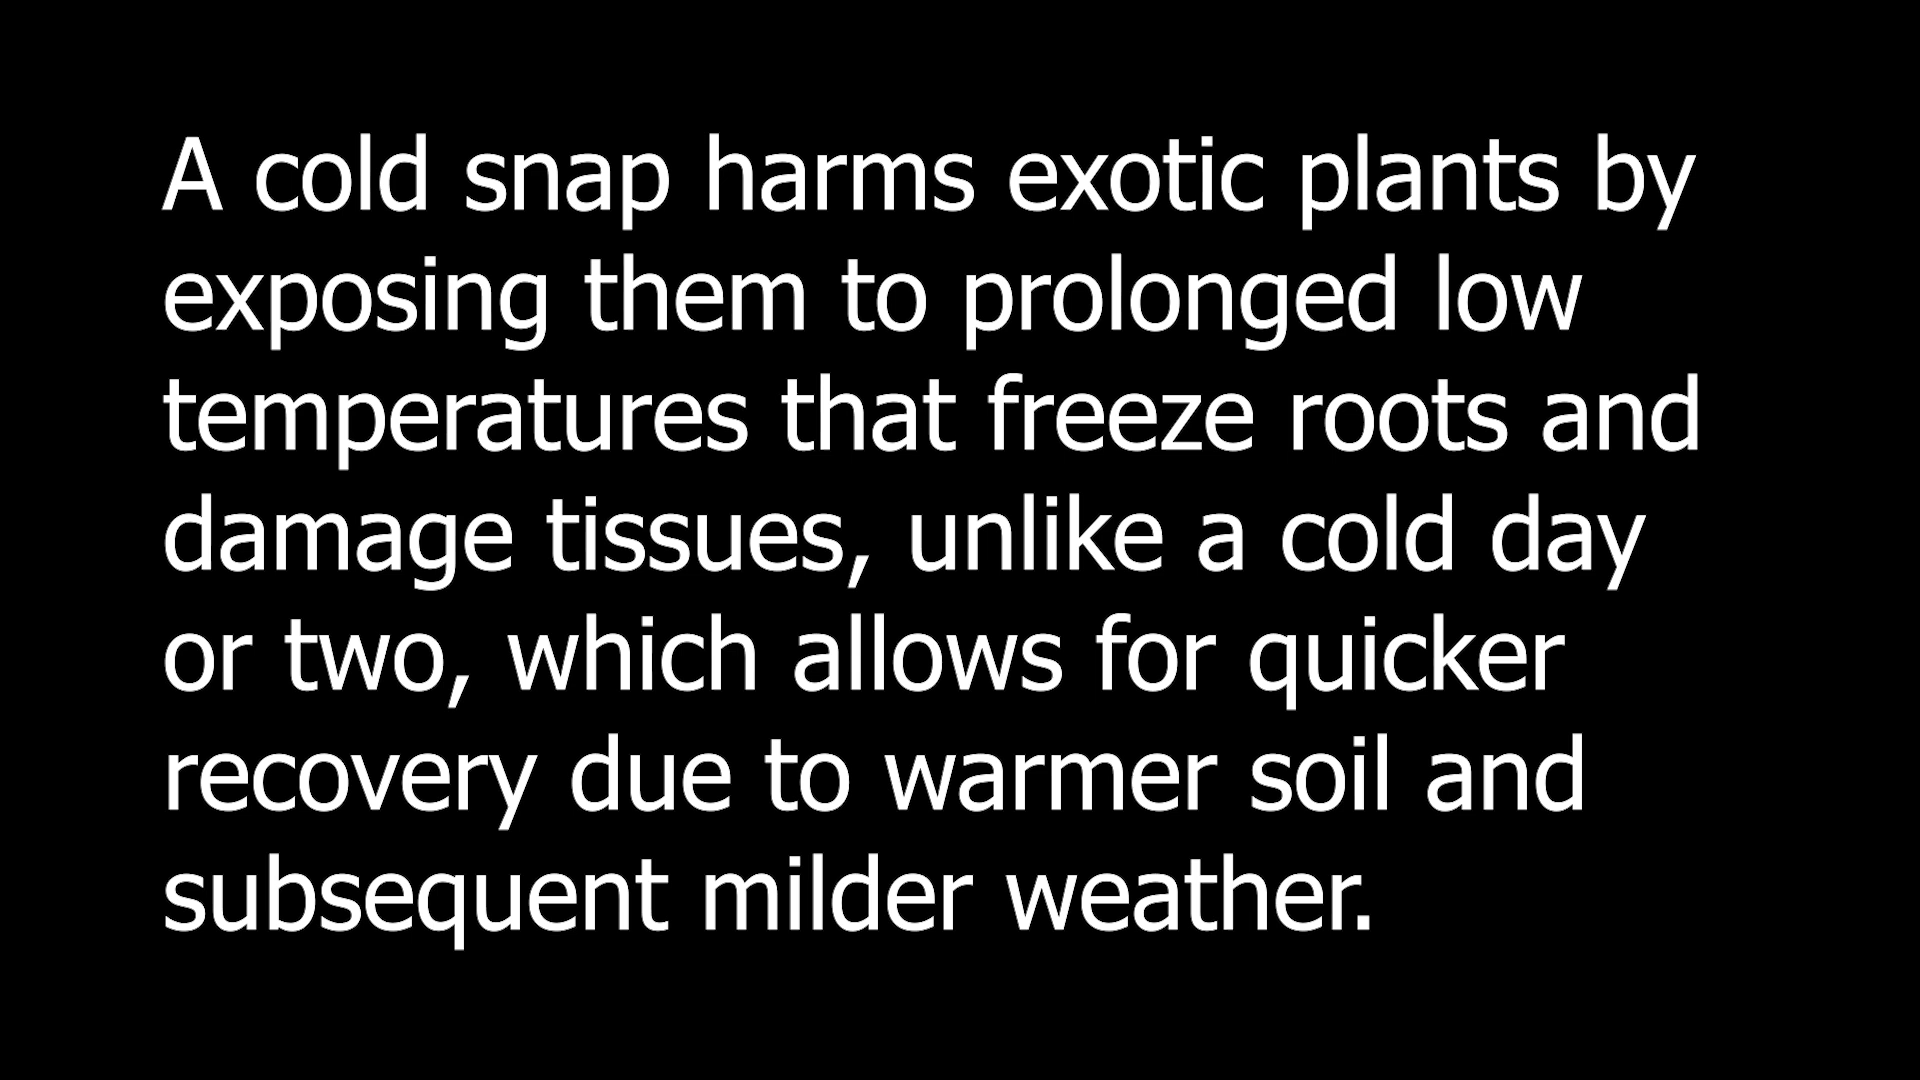 A cold snap harms exotic plants by
exposing them to prolonged low
temperatures that freeze roots and
damage tissues, unlike a cold day
or two, which allows for quicker
recovery due to warmer soil and
subsequent milder weather.